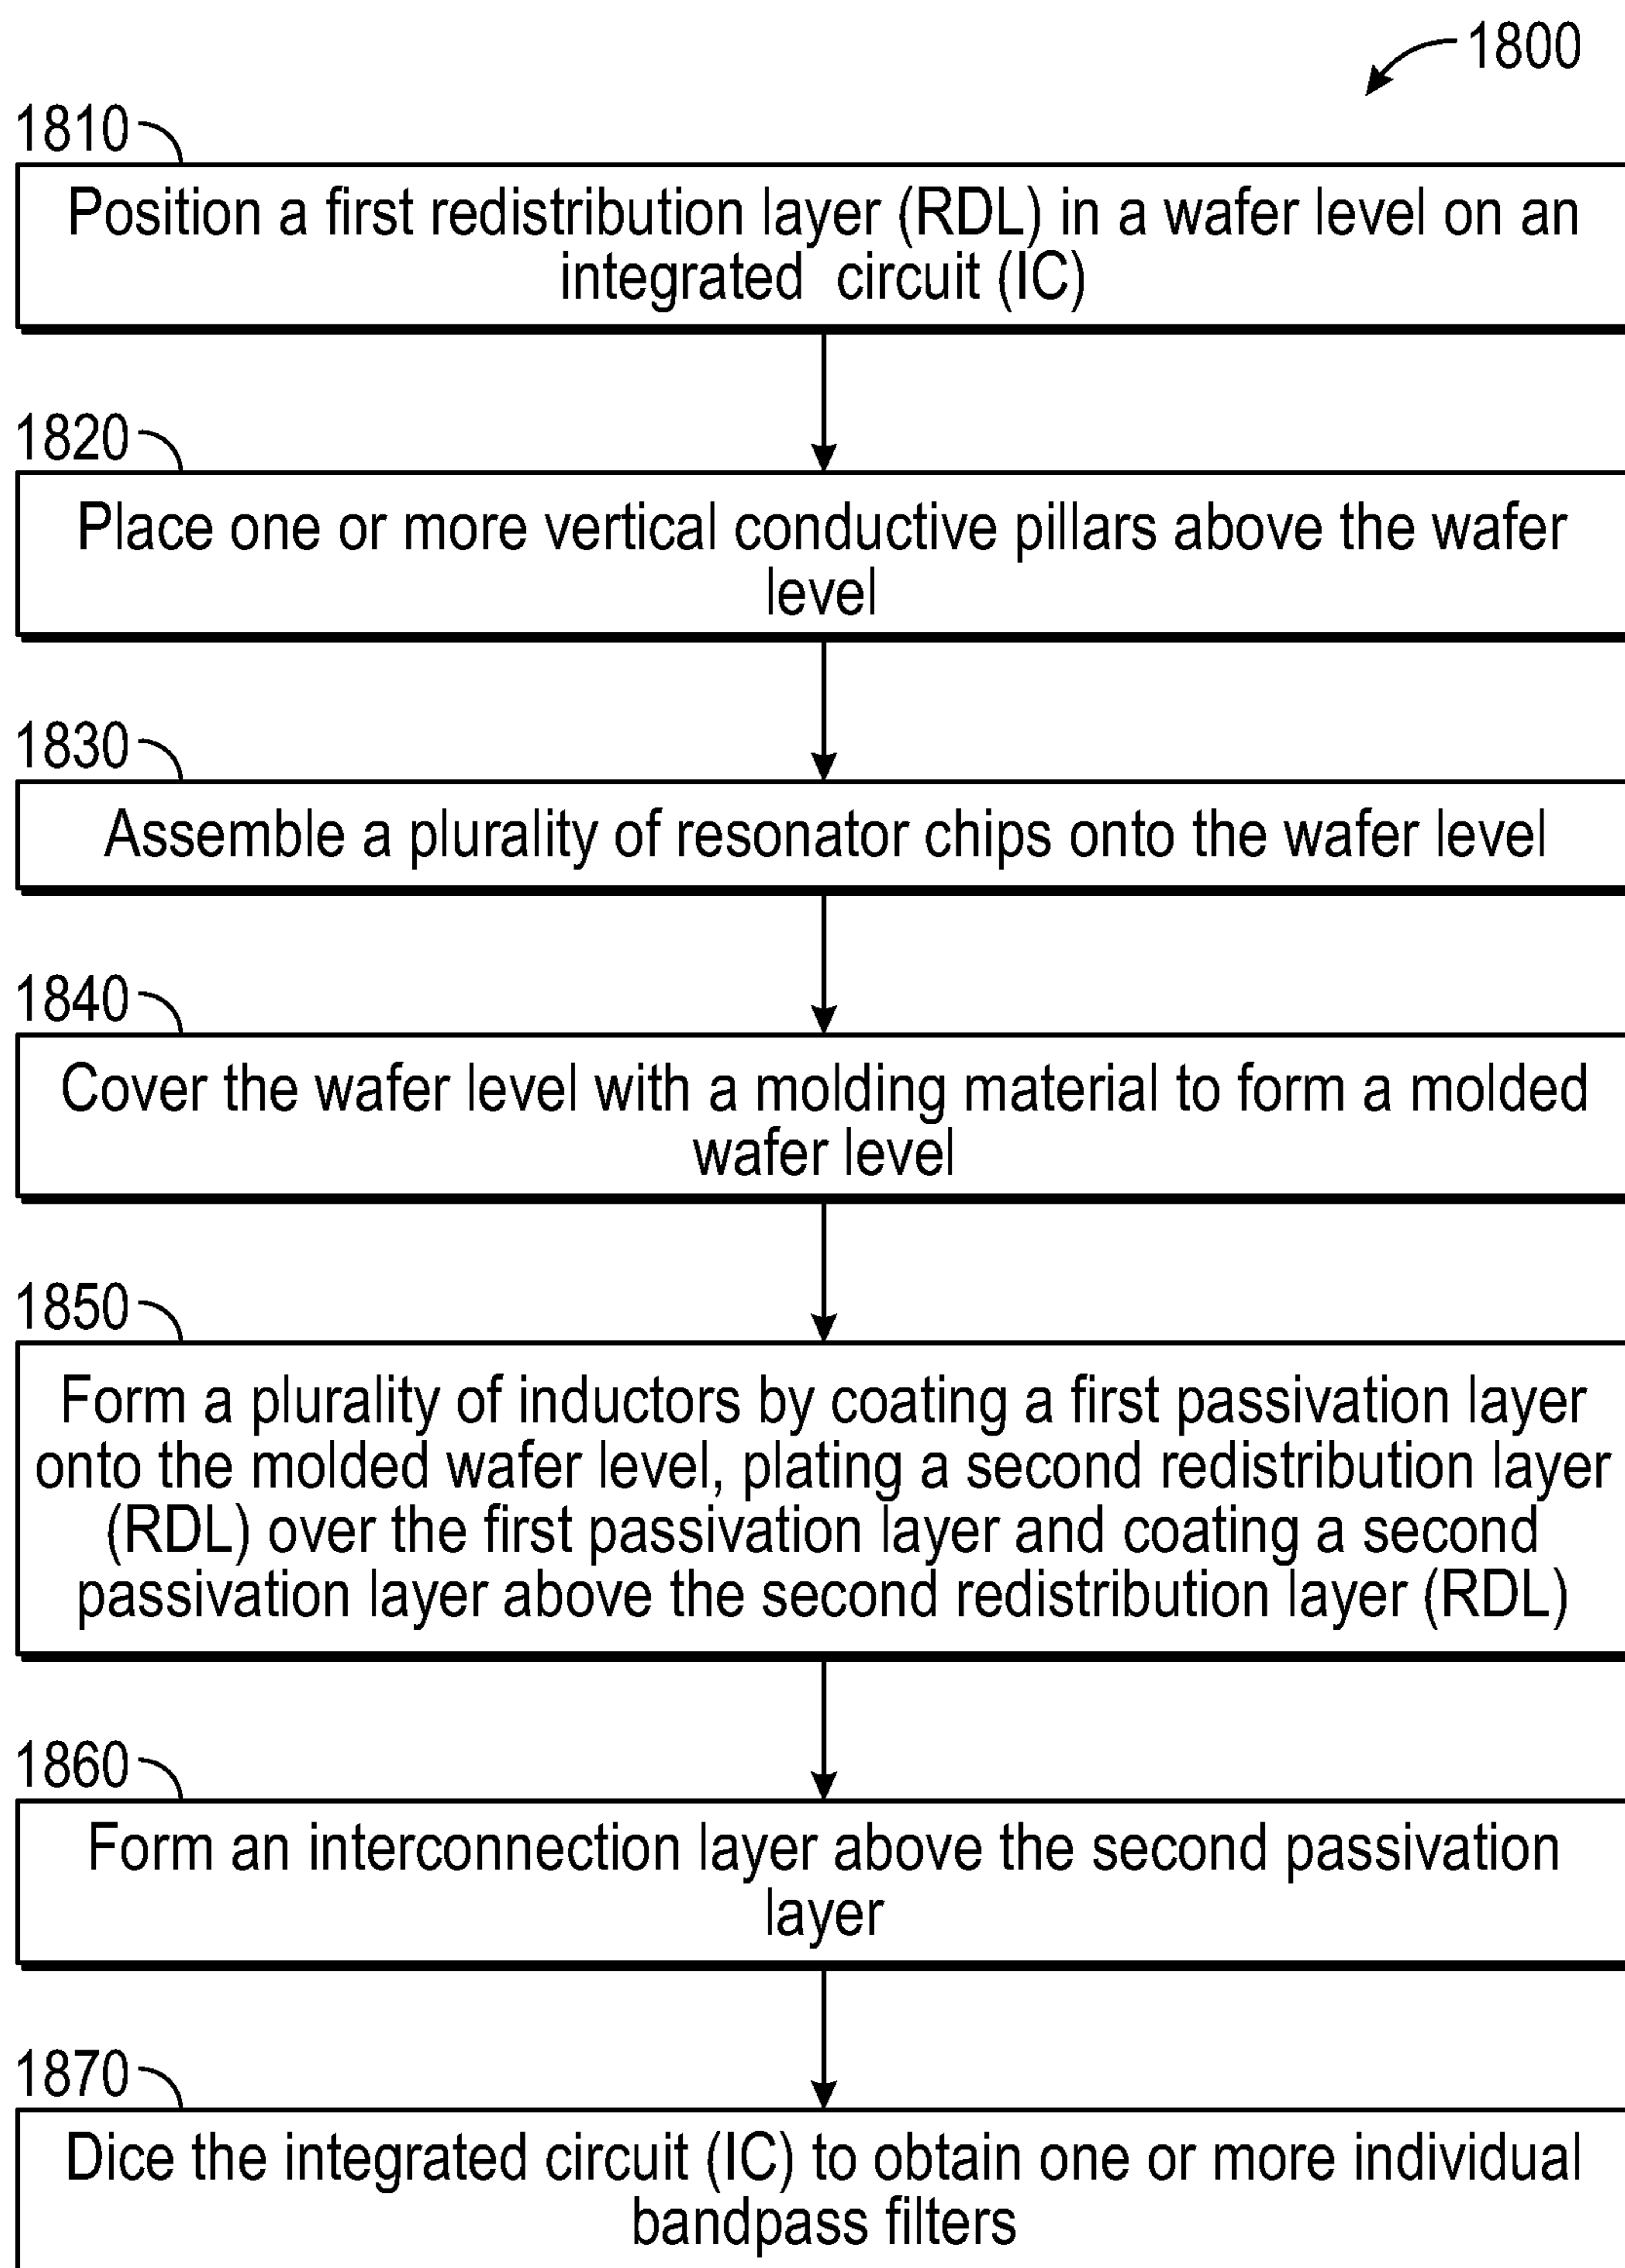 1800
1810
Position a first redistribution layer (RDL) in a wafer level on an
integrated circuit (IC)
1820
Place one or more vertical conductive pillars above the wafer
level
1830
Assemble a plurality of resonator chips onto the wafer level
1840
Cover the wafer level with a molding material to form a molded
wafer level
1850
Form a plurality of inductors by coating a first passivation layer
onto the molded wafer level, plating a second redistribution layer
(RDL) over the first passivation layer and coating a second
passivation layer above the second redistribution layer (RDL)
1860
Form an interconnection layer above the second passivation
layer
1870
Dice the integrated circuit (IC) to obtain one or more individual
bandpass filters